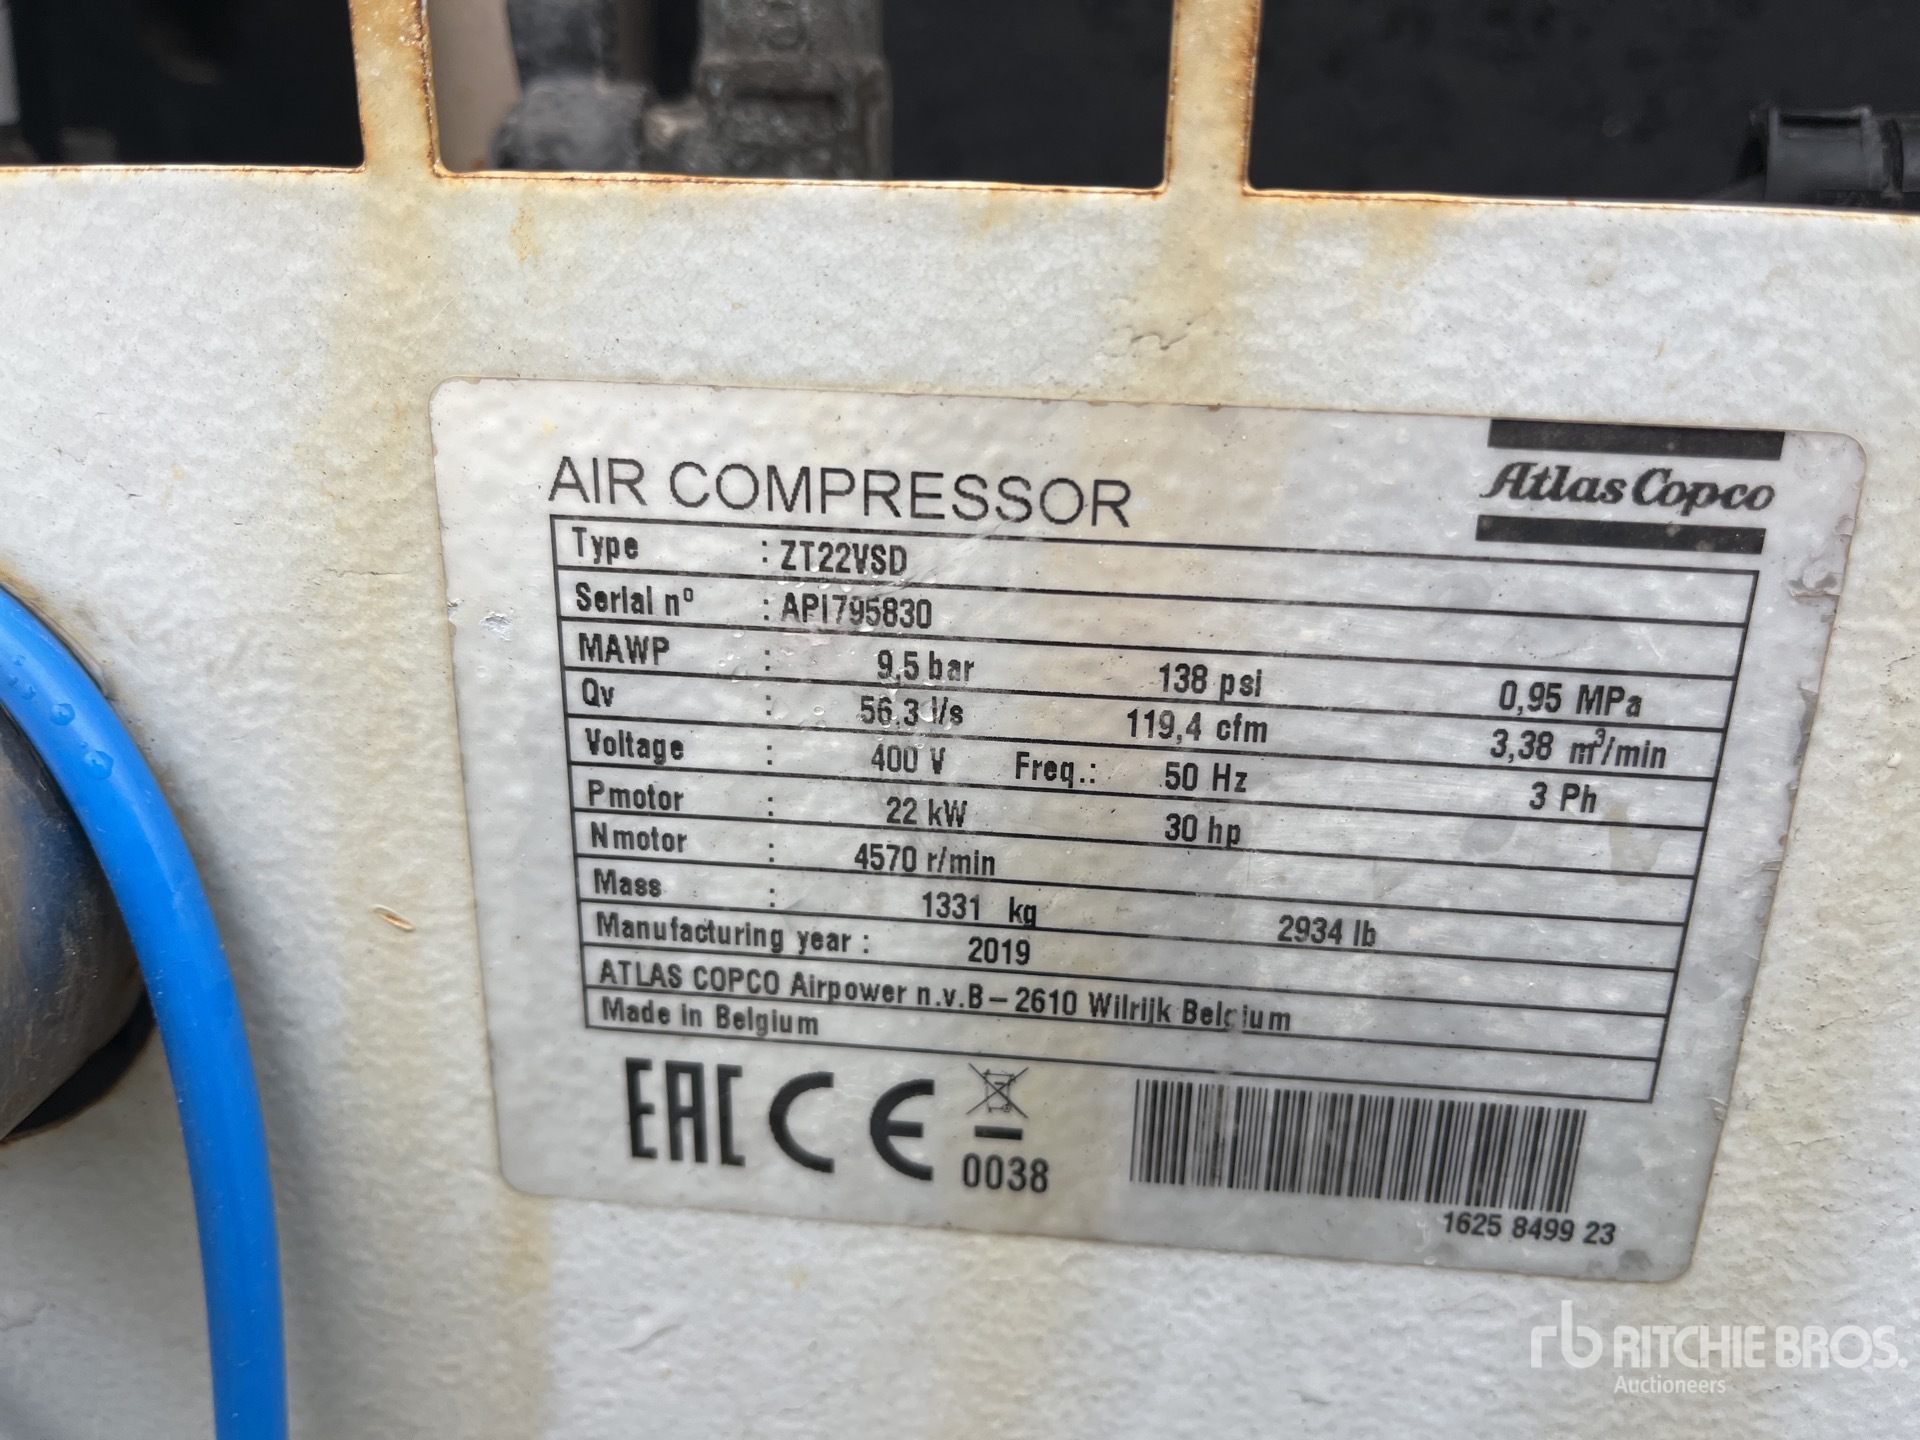 AIR COMPRESSOR
Atlas Copco
Type : ZT22VSD
Serial nº : API795830
MAWP : 9,5 bar 138 psi 0,95 MPa
Qv : 56,3 l/s 119,4 cfm 3,38 m³/min
Voltage : 400 V Freq.: 50 Hz 3 Ph
Pmotor : 22 kW 30 hp
Nmotor : 4570 r/min
Mass : 1331 kg 2934 lb
Manufacturing year : 2019
ATLAS COPCO Airpower n.v.B – 2610 Wilrijk Belgium
Made in Belgium
EAC CE 0038
1625 8499 23
rb RITCHIE BROS.
Auctioneers